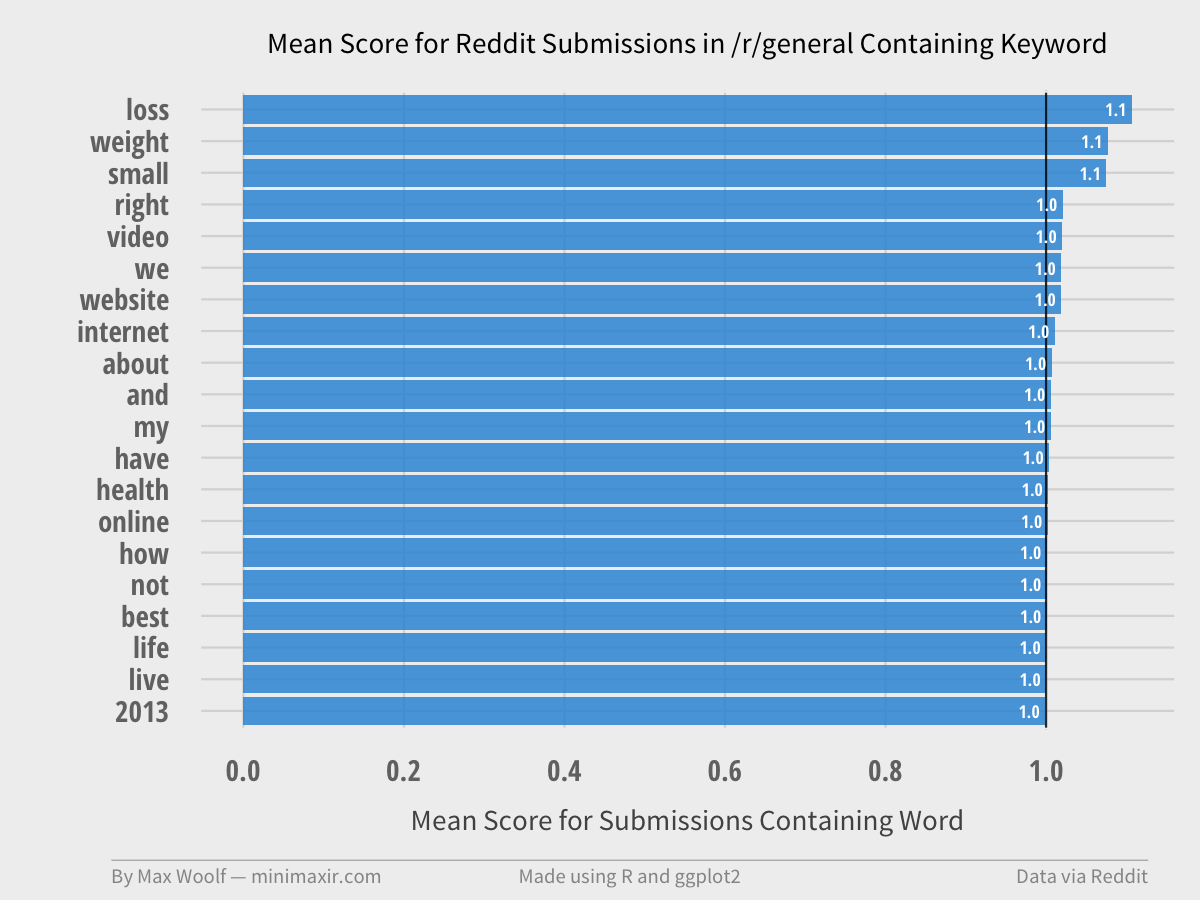 Mean Score for Reddit Submissions in /r/general Containing Keyword
loss 1.1
weight 1.1
small 1.1
right 1.0
video 1.0
we 1.0
website 1.0
internet 1.0
about 1.0
and 1.0
my 1.0
have 1.0
health 1.0
online 1.0
how 1.0
not 1.0
best 1.0
life 1.0
live 1.0
2013 1.0
0.0 0.2 0.4 0.6 0.8 1.0
Mean Score for Submissions Containing Word
By Max Woolf — minimaxir.com Made using R and ggplot2 Data via Reddit